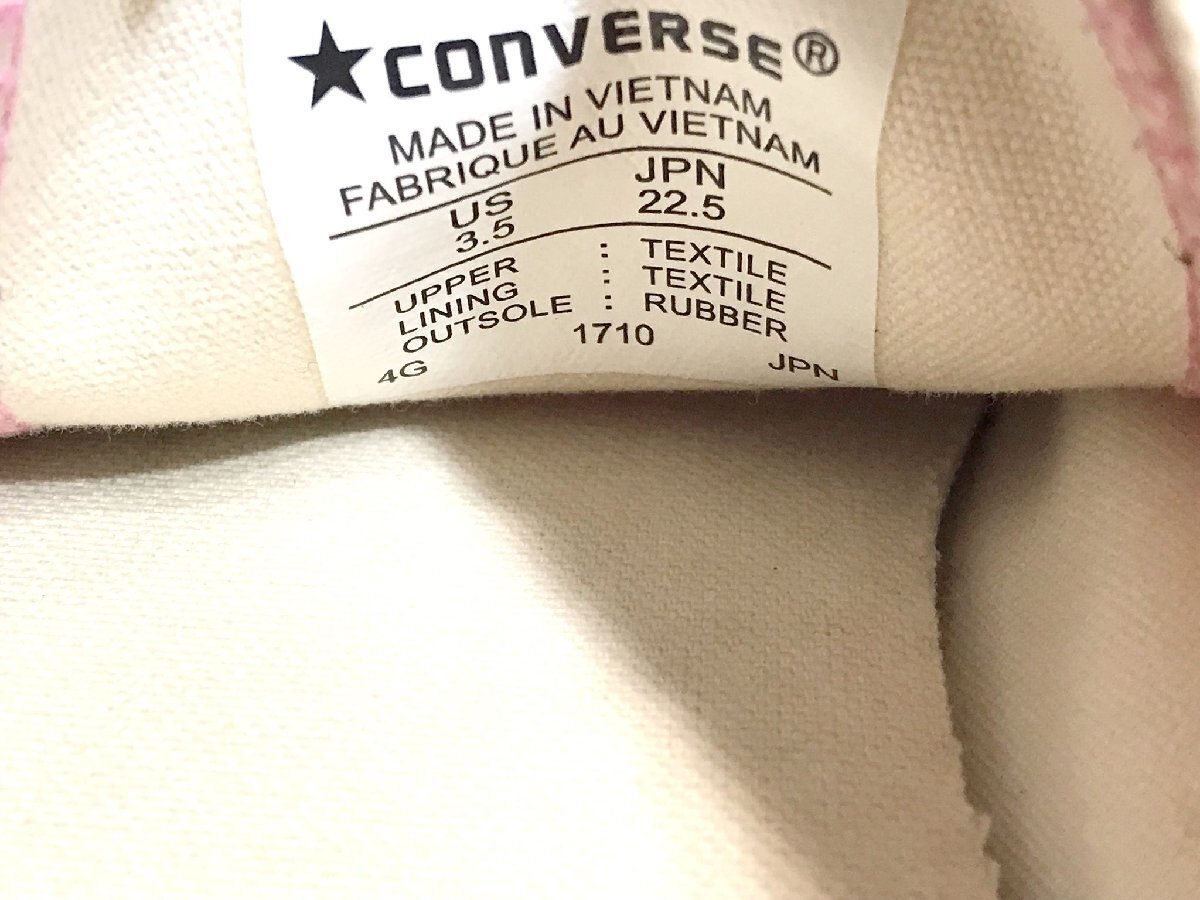 ★CONVERSE®
MADE IN VIETNAM
FABRIQUE AU VIETNAM
US JPN
3.5 22.5
UPPER : TEXTILE
LINING : TEXTILE
OUTSOLE : RUBBER
1710
4G JPN